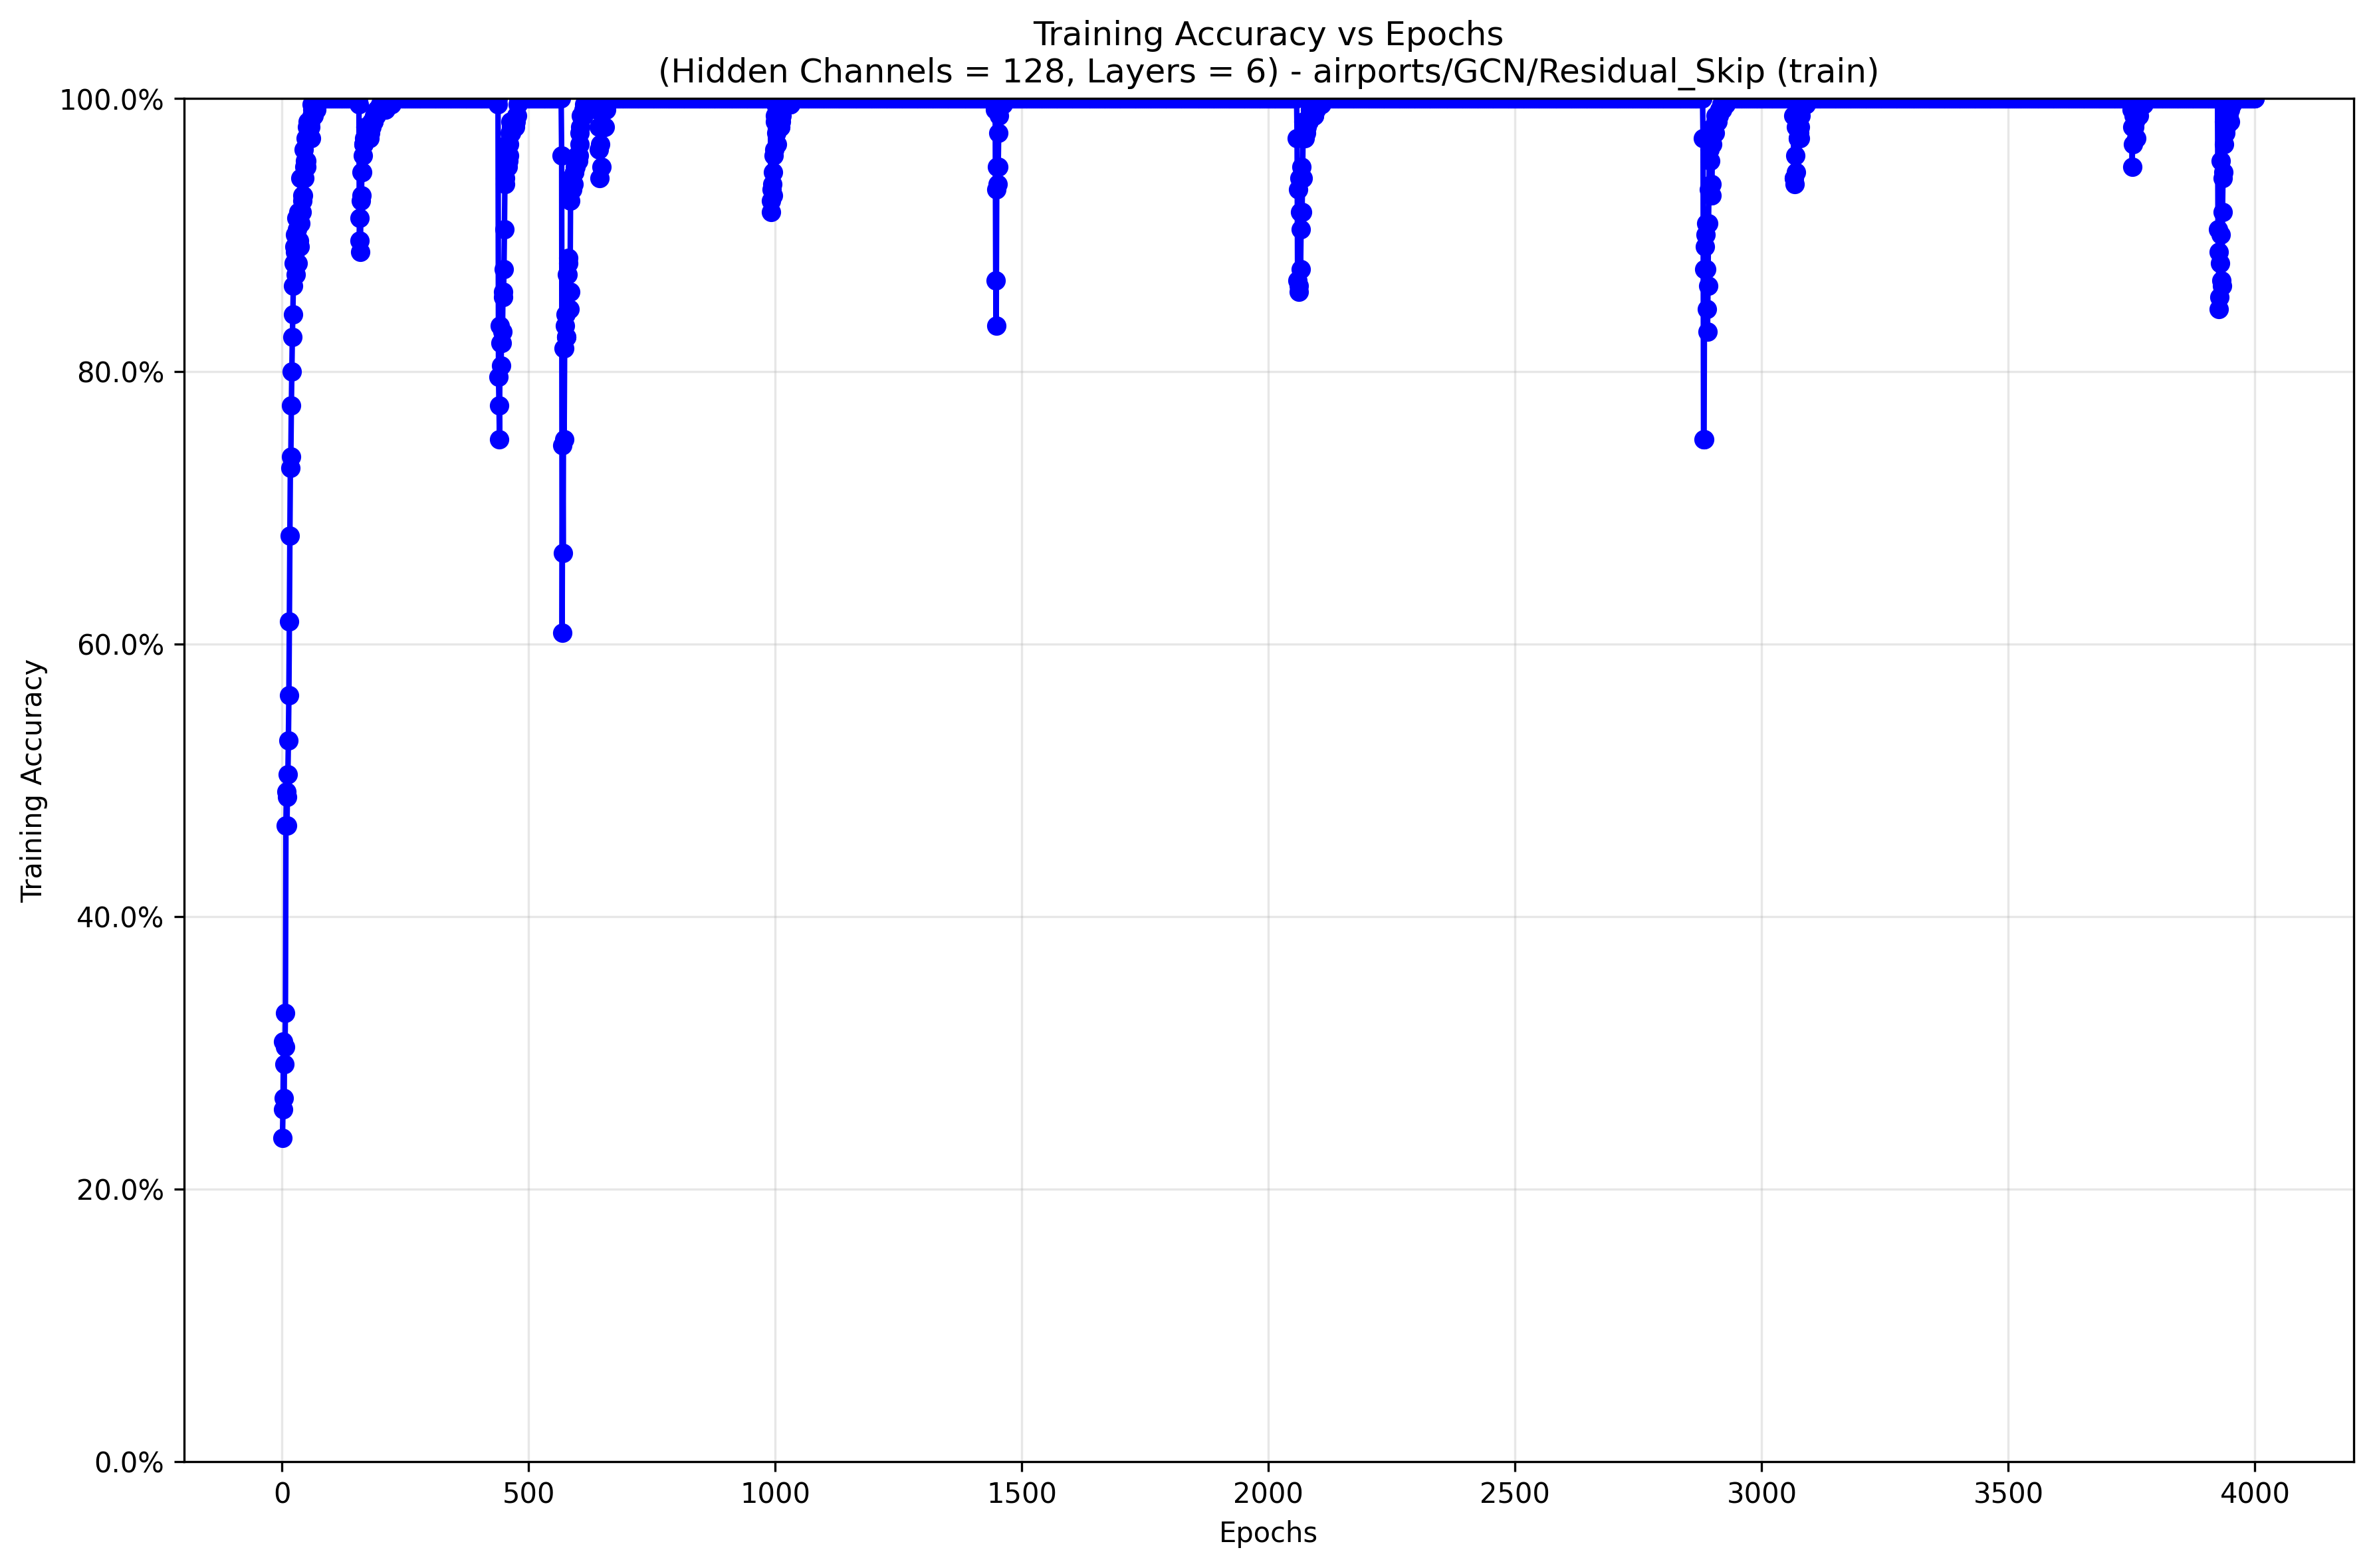 Training Accuracy vs Epochs
(Hidden Channels = 128, Layers = 6) - airports/GCN/Residual_Skip (train)
100.0%
80.0%
60.0%
40.0%
20.0%
0.0%
Training Accuracy
0 500 1000 1500 2000 2500 3000 3500 4000
Epochs